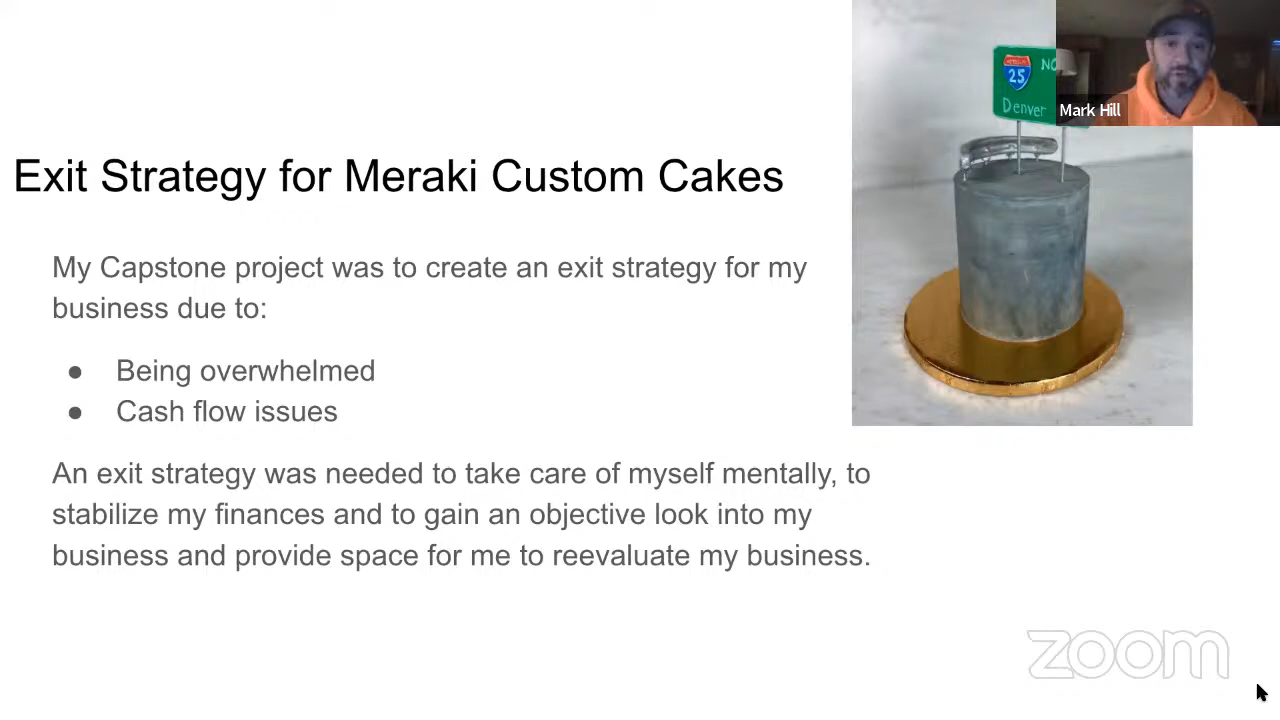 NO
25
Denver
Mark Hill
Exit Strategy for Meraki Custom Cakes
My Capstone project was to create an exit strategy for my
business due to:
● Being overwhelmed
● Cash flow issues
An exit strategy was needed to take care of myself mentally, to
stabilize my finances and to gain an objective look into my
business and provide space for me to reevaluate my business.
zoom